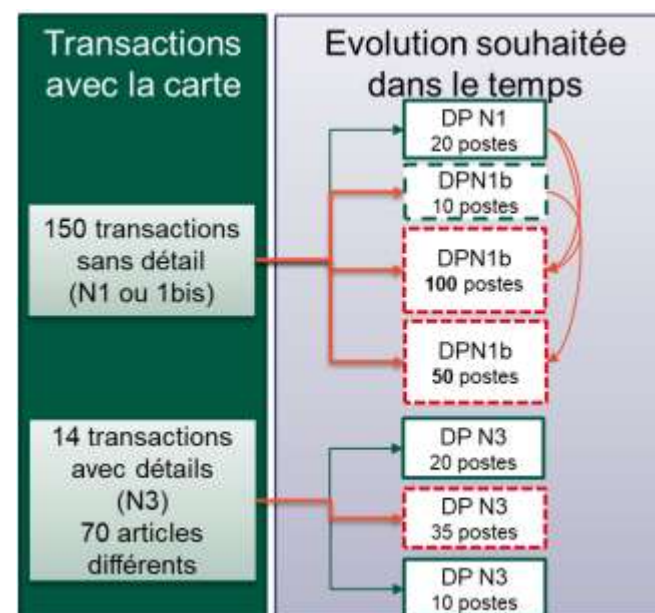 Transactions
avec la carte
150 transactions
sans détail
(N1 ou 1bis)
14 transactions
avec détails
(N3)
70 articles
différents
Evolution souhaitée
dans le temps
DP N1
20 postes
DPN1b
10 postes
DPN1b
100 postes
DPN1b
50 postes
DP N3
20 postes
DP N3
35 postes
DP N3
10 postes